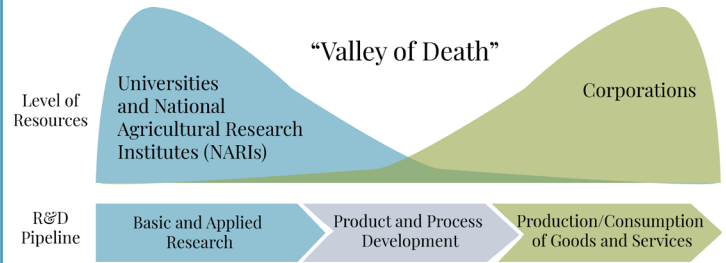 “Valley of Death”
Level of
Resources
Universities
and National
Agricultural Research
Institutes (NARIs)
Corporations
R&D
Pipeline
Basic and Applied
Research
Product and Process
Development
Production/Consumption
of Goods and Services